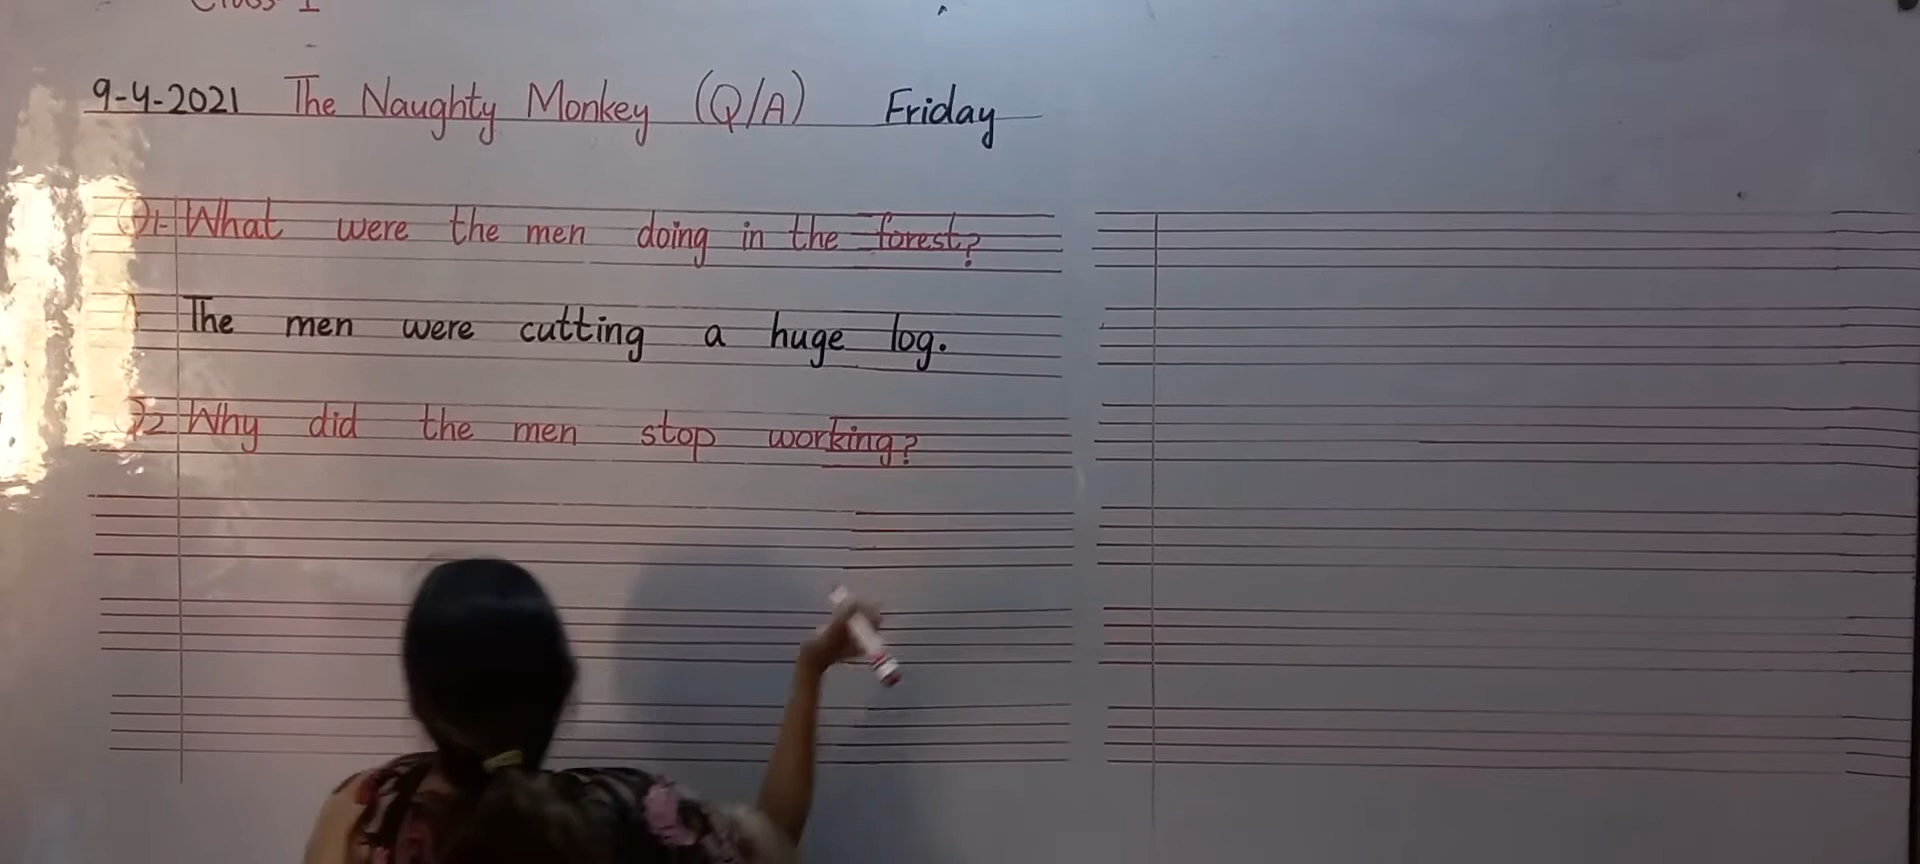 Class-I
9-4-2021 The Naughty Monkey (Q/A) Friday
Q1- What were the men doing in the forest?
The men were cutting a huge log.
Q2 Why did the men stop working?